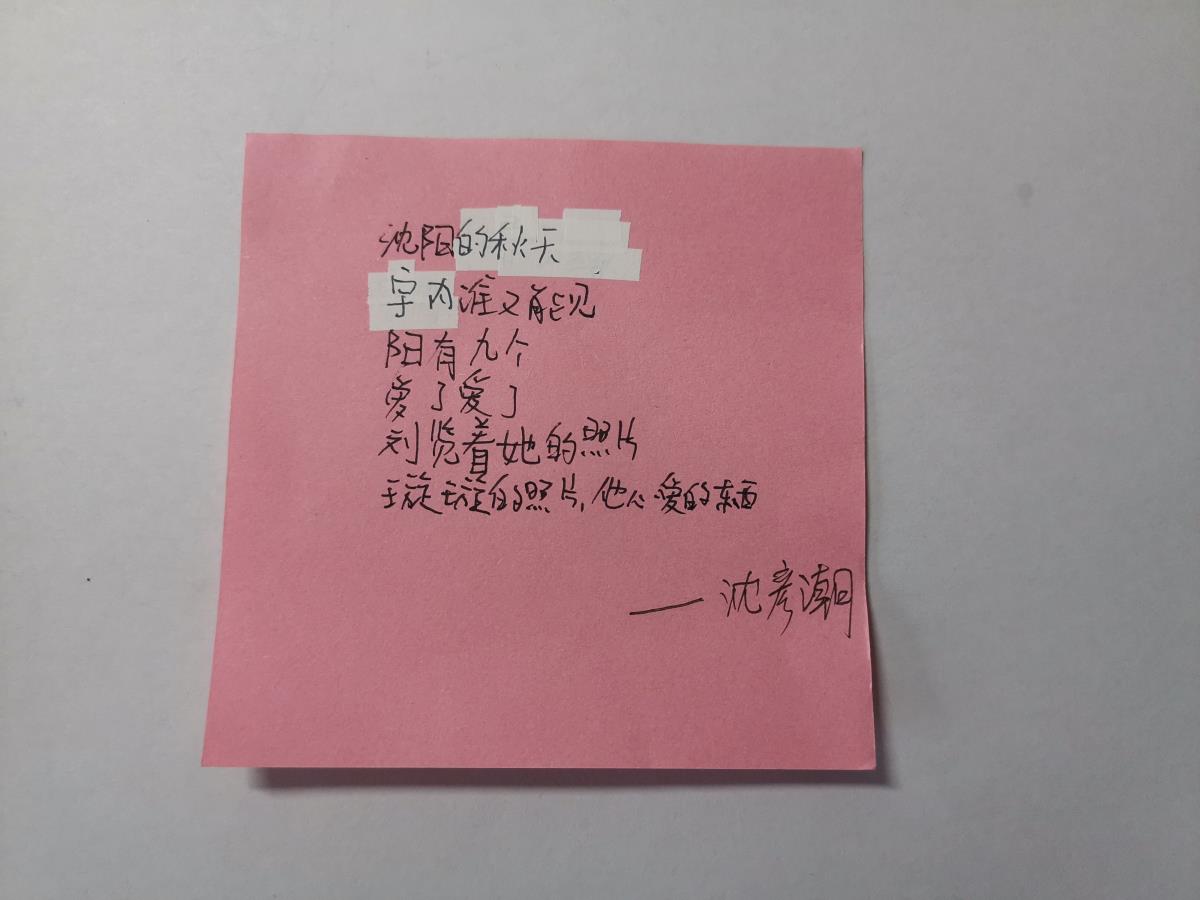 沈阳的秋天
宇内谁又能见
阳有九个
爱了爱了
刘览着她的照片
璇璇的照片,他心爱的东西
——沈彦潮